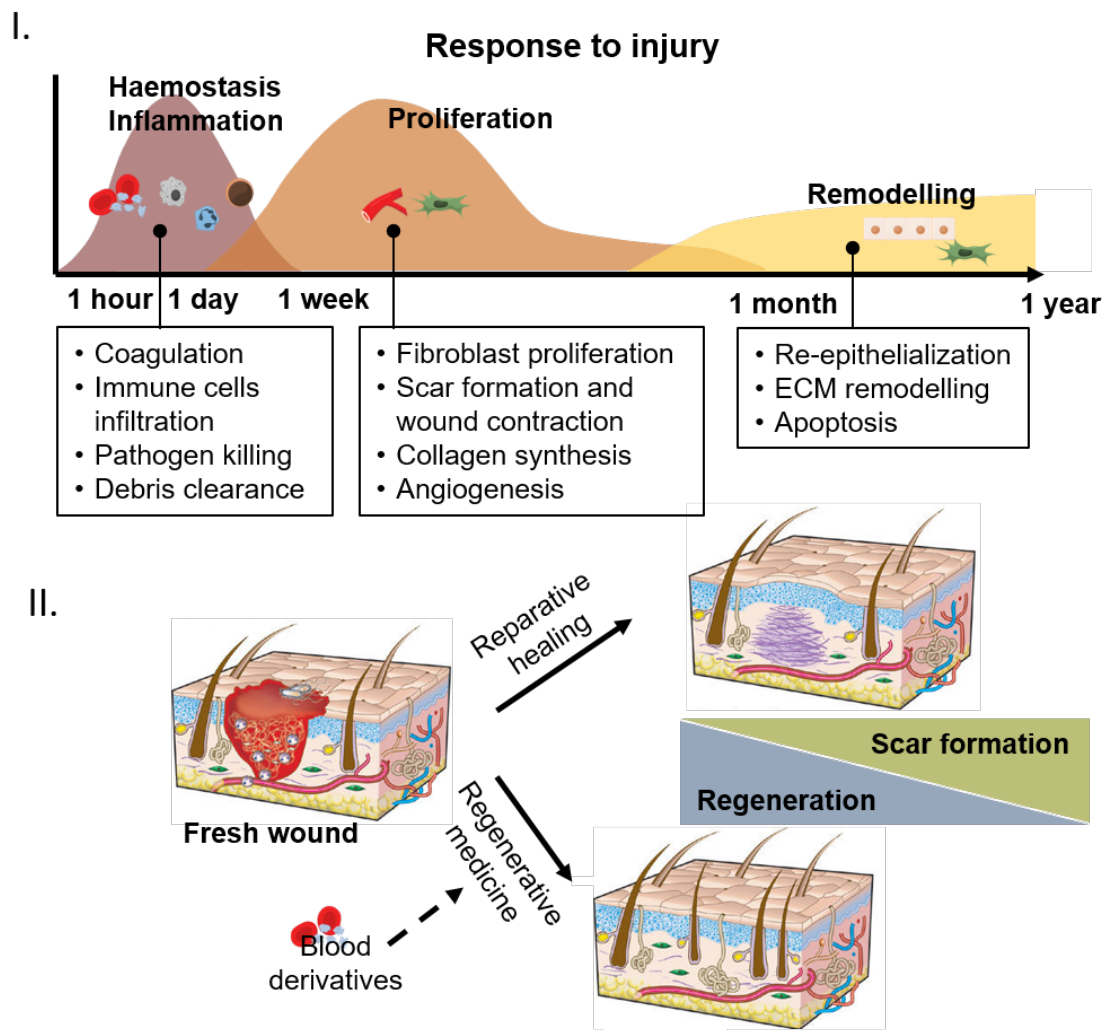 I.
Response to injury
Haemostasis
Inflammation
Proliferation
Remodelling
1 hour
1 day
1 week
1 month
1 year
• Coagulation
• Immune cells
infiltration
• Pathogen killing
• Debris clearance
• Fibroblast proliferation
• Scar formation and
wound contraction
• Collagen synthesis
• Angiogenesis
• Re-epithelialization
• ECM remodelling
• Apoptosis
II.
Reparative
healing
Fresh wound
Scar formation
Regeneration
Regenerative
medicine
Blood
derivatives